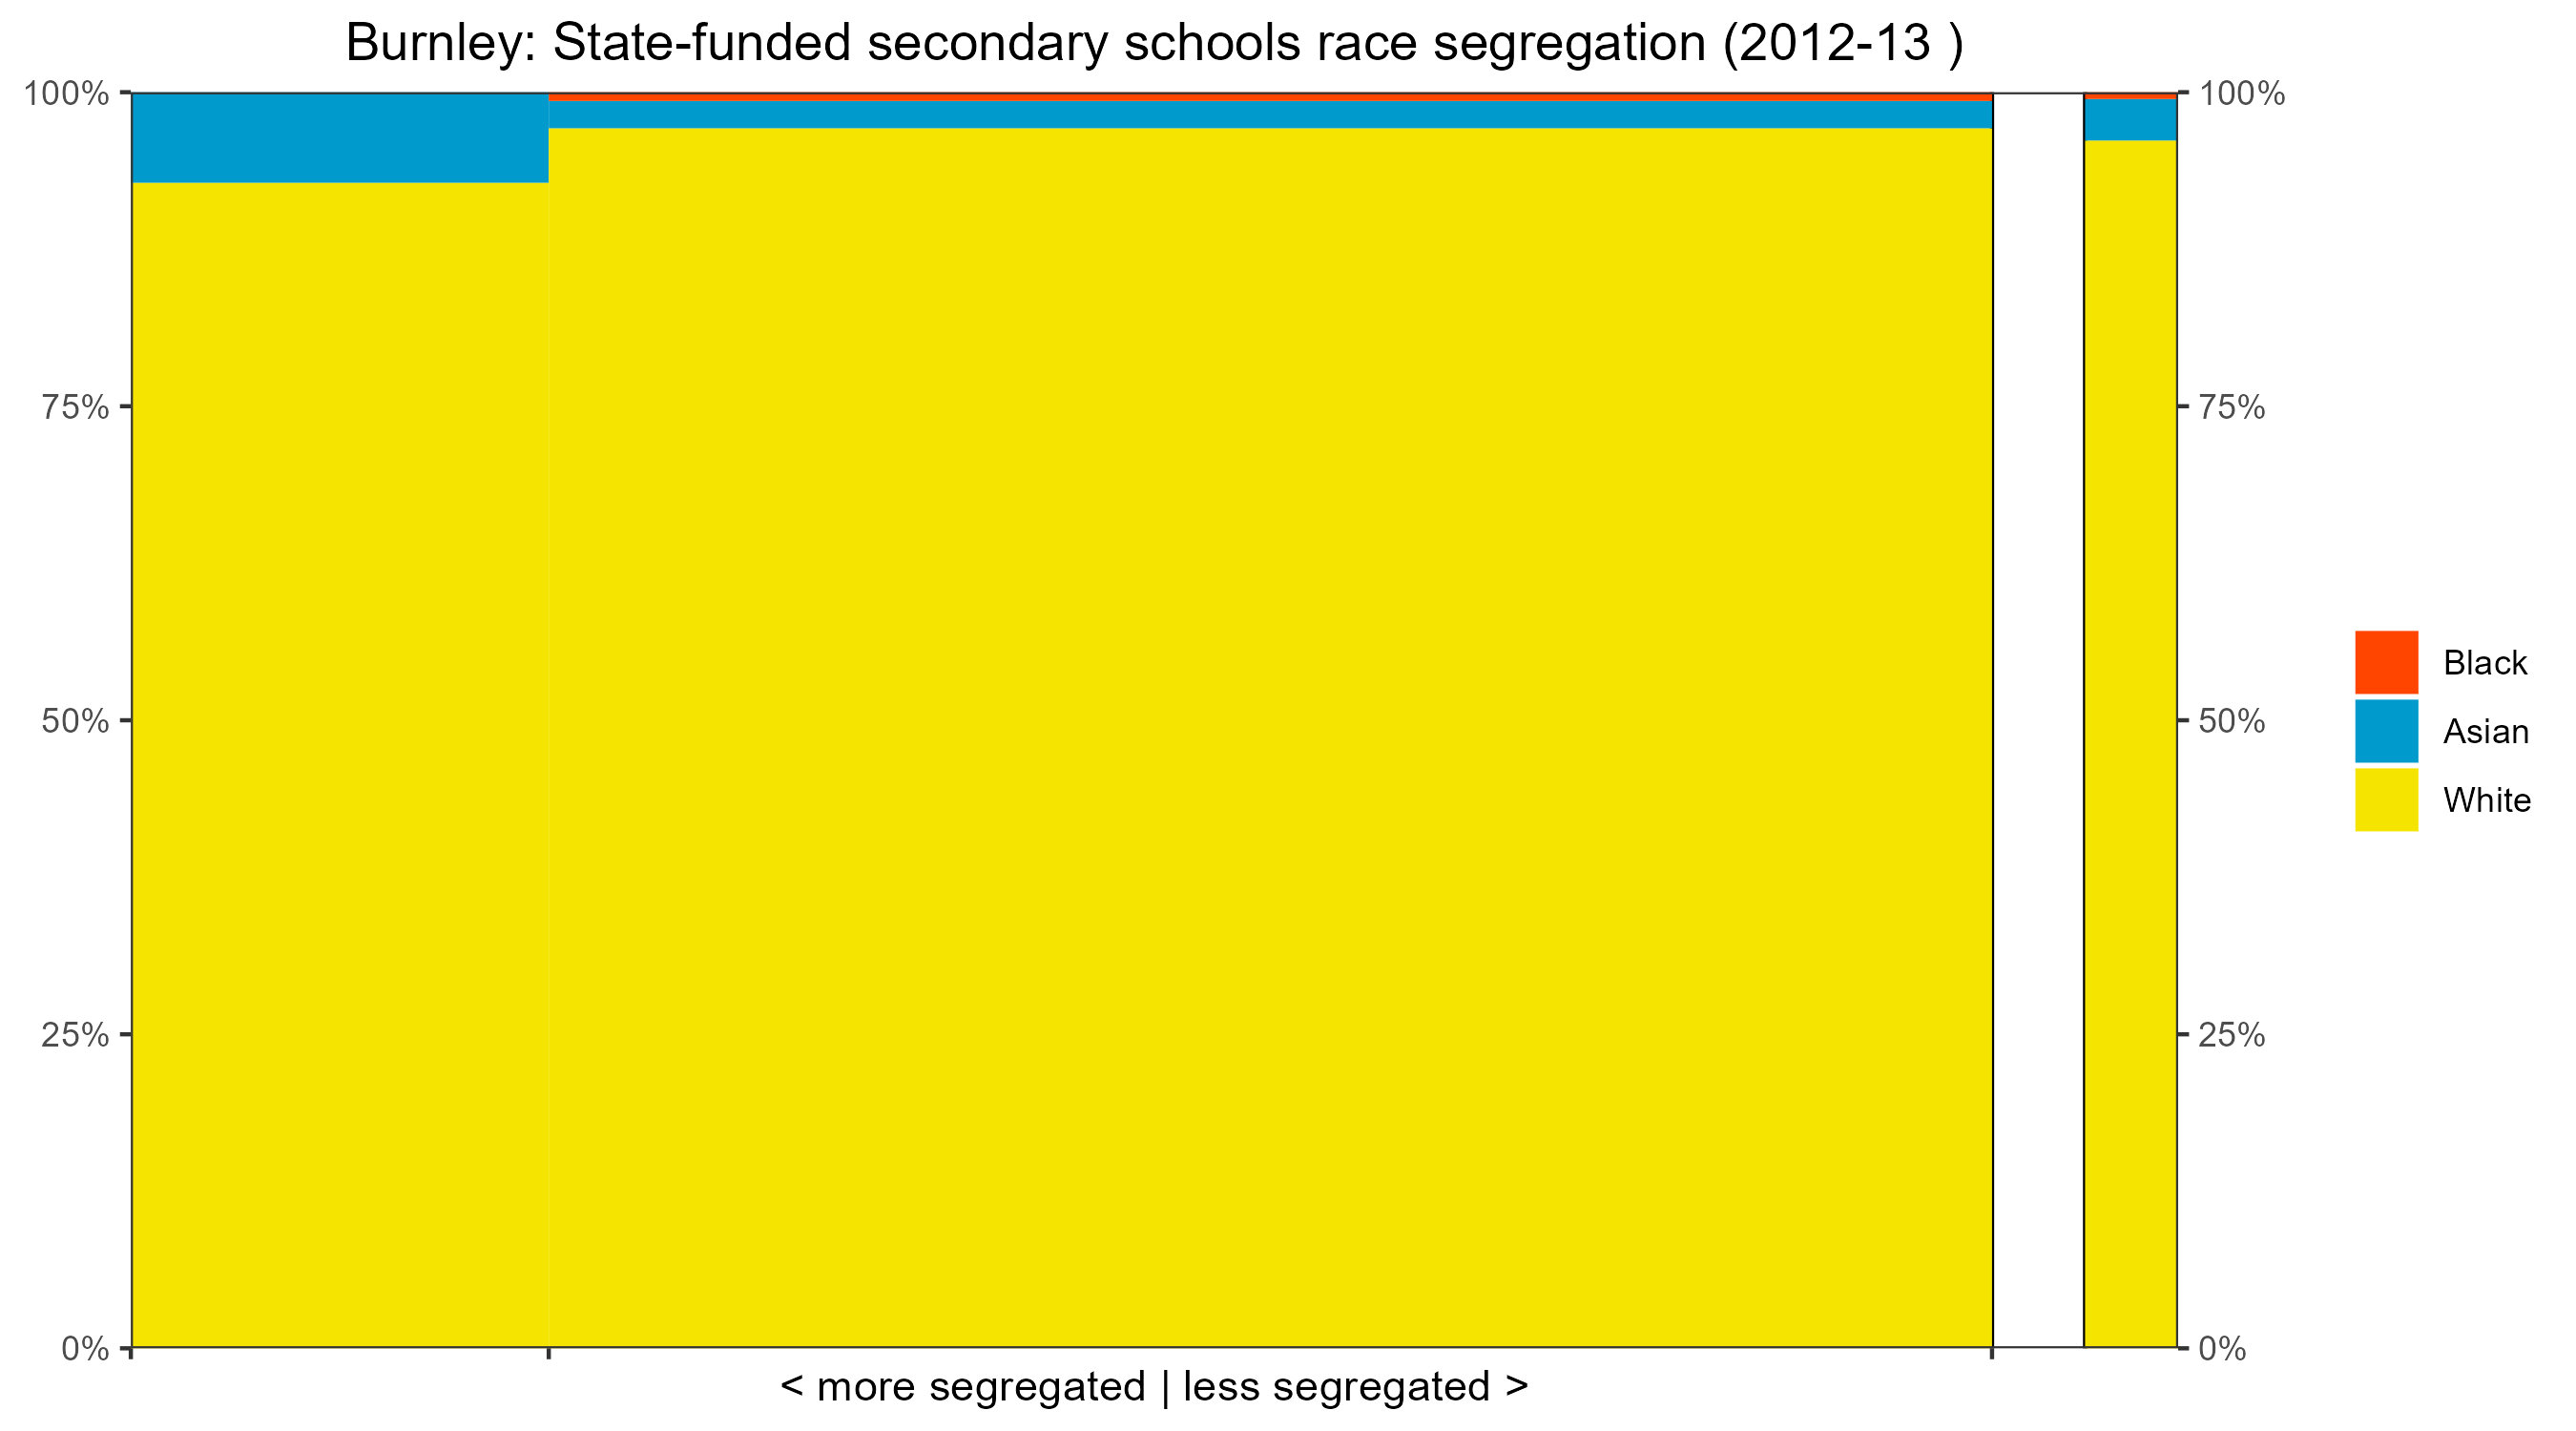 Burnley: State-funded secondary schools race segregation (2012-13 )
100%
75%
50%
25%
0%
100%
75%
50%
25%
0%
Black
Asian
White
< more segregated | less segregated >